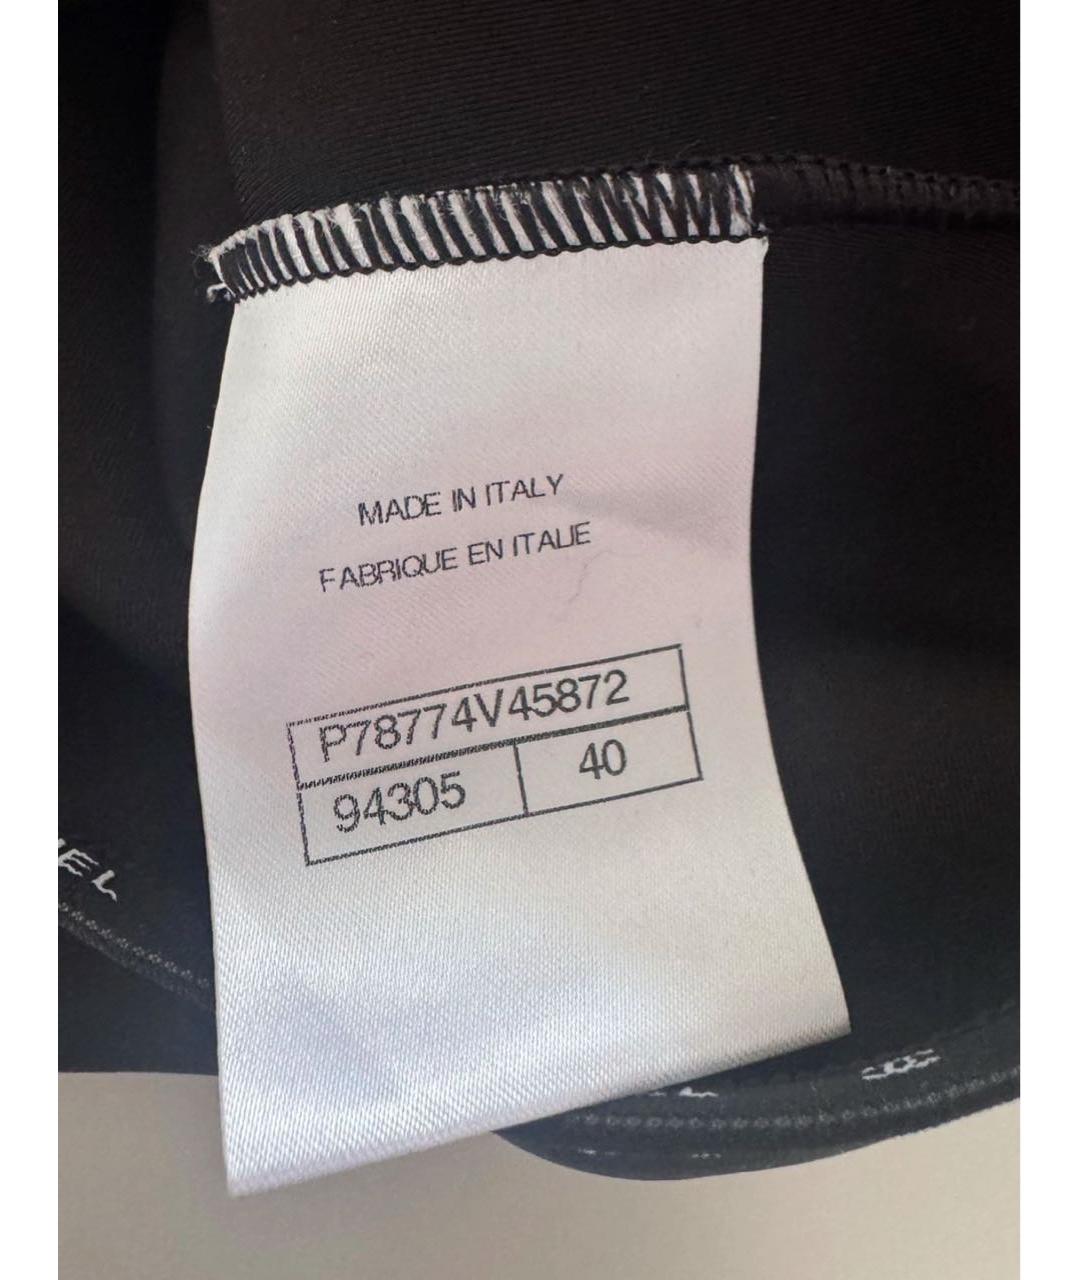 MADE IN ITALY
FABRIQUE EN ITALIE
P78774V45872
94305 40